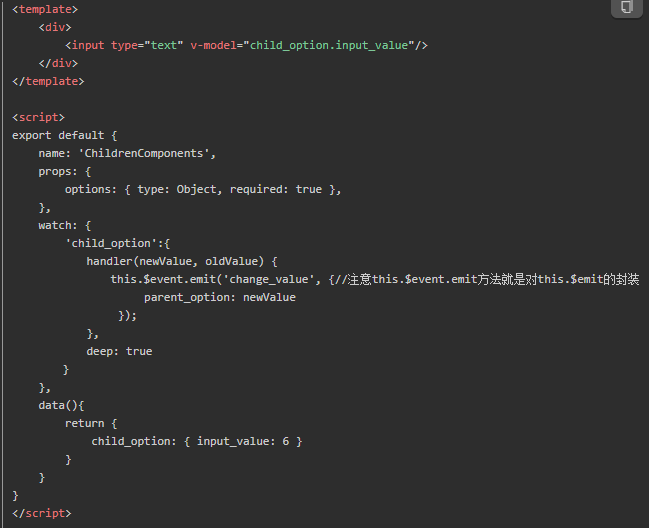 <template>
    <div>
        <input type="text" v-model="child_option.input_value"/>
    </div>
</template>

<script>
export default {
    name: 'ChildrenComponents',
    props: {
        options: { type: Object, required: true },
    },
    watch: {
        'child_option':{
           handler(newValue, oldValue) {
               this.$event.emit('change_value', {//注意this.$event.emit方法就是对this.$emit的封装
                    parent_option: newValue
                });
           },
           deep: true
        }
    },
    data(){
        return {
            child_option: { input_value: 6 }
        }
    }
}
</script>